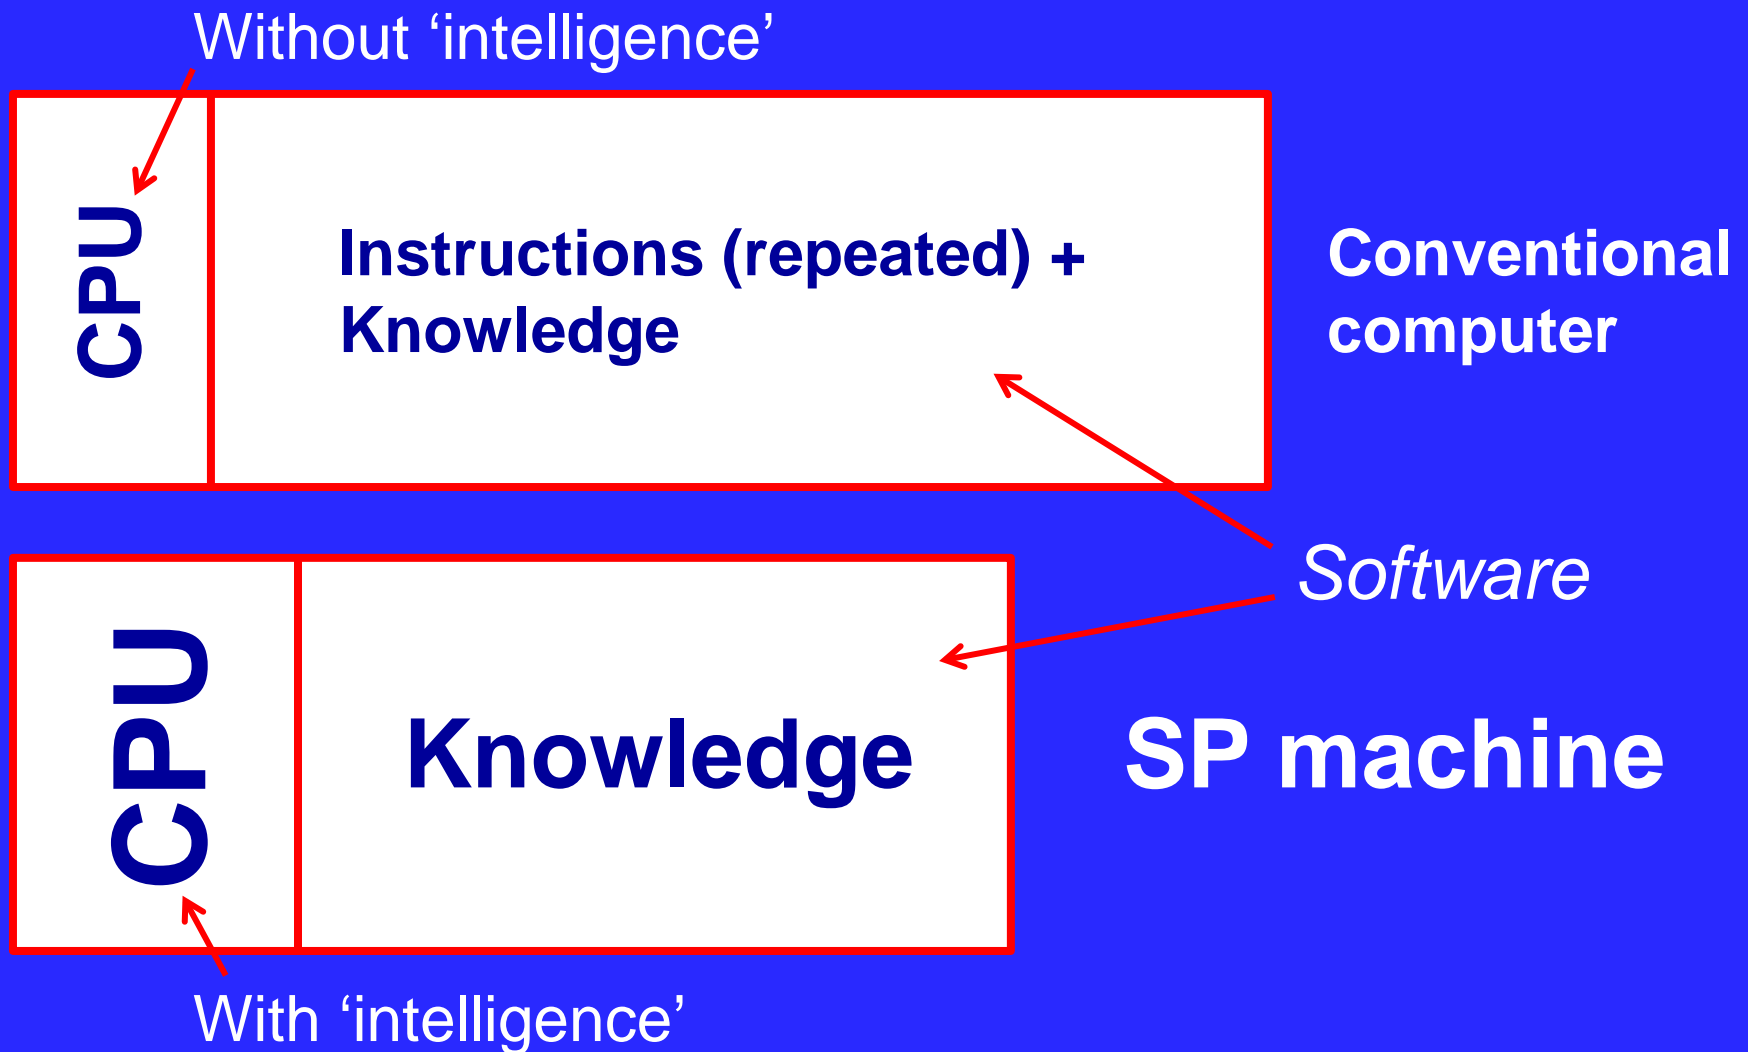 Without ‘intelligence’
CPU
Instructions (repeated) +
Knowledge
Conventional
computer
Software
CPU
Knowledge
SP machine
With ‘intelligence’